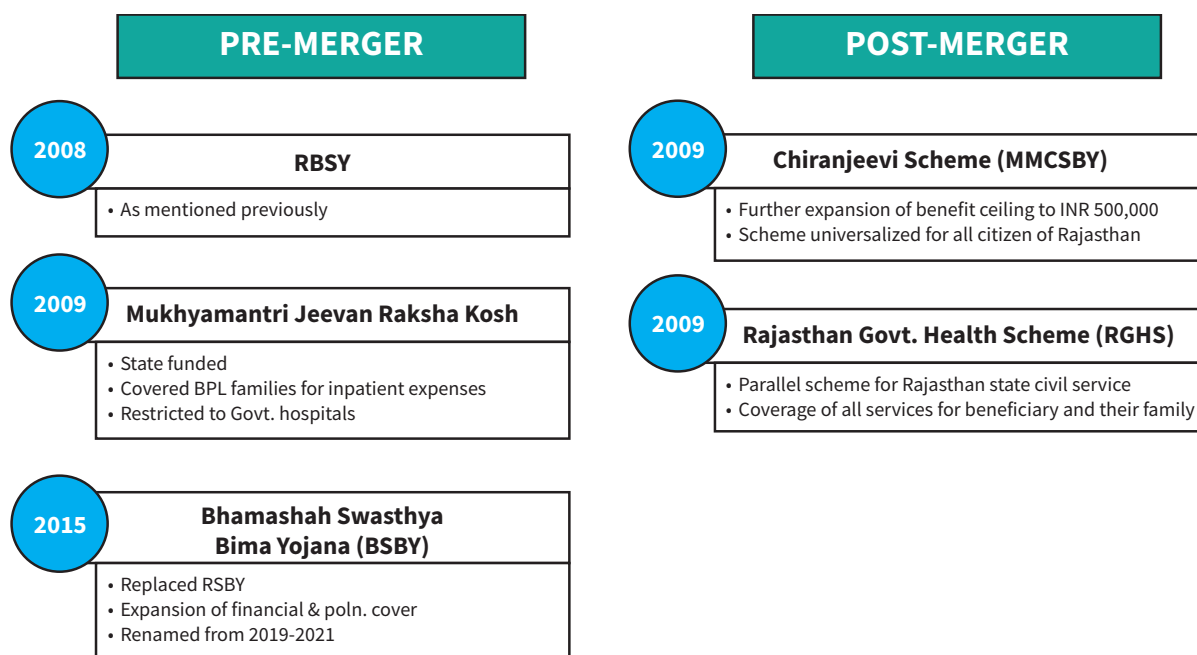 PRE-MERGER
2008
RBSY
• As mentioned previously
2009
Mukhyamantri Jeevan Raksha Kosh
• State funded
• Covered BPL families for inpatient expenses
• Restricted to Govt. hospitals
2015
Bhamashah Swasthya
Bima Yojana (BSBY)
• Replaced RSBY
• Expansion of financial & poln. cover
• Renamed from 2019-2021
POST-MERGER
2009
Chiranjeevi Scheme (MMCSBY)
• Further expansion of benefit ceiling to INR 500,000
• Scheme universalized for all citizen of Rajasthan
2009
Rajasthan Govt. Health Scheme (RGHS)
• Parallel scheme for Rajasthan state civil service
• Coverage of all services for beneficiary and their family